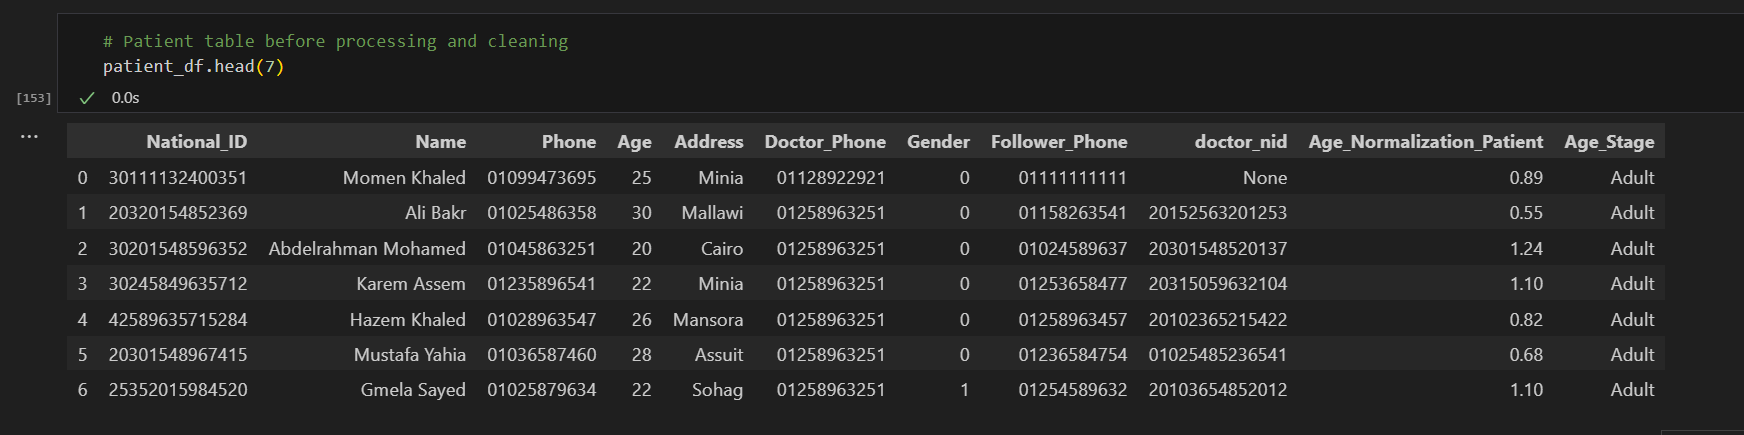 # Patient table before processing and cleaning
patient_df.head(7)
[153] ✓ 0.0s
...
National_ID Name Phone Age Address Doctor_Phone Gender Follower_Phone doctor_nid Age_Normalization_Patient Age_Stage
0 30111132400351 Momen Khaled 01099473695 25 Minia 01128922921 0 01111111111 None 0.89 Adult
1 20320154852369 Ali Bakr 01025486358 30 Mallawi 01258963251 0 01158263541 20152563201253 0.55 Adult
2 30201548596352 Abdelrahman Mohamed 01045863251 20 Cairo 01258963251 0 01024589637 20301548520137 1.24 Adult
3 30245849635712 Karem Assem 01235896541 22 Minia 01258963251 0 01253658477 20315059632104 1.10 Adult
4 42589635715284 Hazem Khaled 01028963547 26 Mansora 01258963251 0 01258963457 20102365215422 0.82 Adult
5 20301548967415 Mustafa Yahia 01036587460 28 Assuit 01258963251 0 01236584754 01025485236541 0.68 Adult
6 25352015984520 Gmela Sayed 01025879634 22 Sohag 01258963251 1 01254589632 20103654852012 1.10 Adult